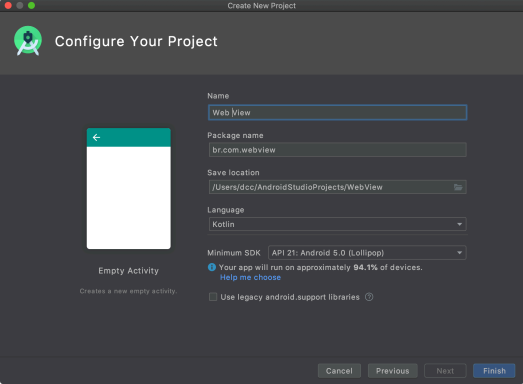 Create New Project
Configure Your Project
Name
Web View
Package name
br.com.webview
Save location
/Users/dcc/AndroidStudioProjects/WebView
Language
Kotlin
Minimum SDK API 21: Android 5.0 (Lollipop)
Your app will run on approximately 94.1% of devices.
Help me choose
Use legacy android.support libraries
Empty Activity
Creates a new empty activity.
Cancel Previous Next Finish